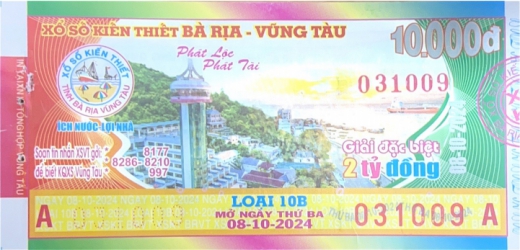 XỔ SỐ KIẾN THIẾT BÀ RỊA - VŨNG TÀU
10.000đ
Phát Lộc
Phát Tài
031009
XỔ SỐ KIẾN THIẾT
TỈNH BÀ RỊA VŨNG TÀU
ÍCH NƯỚC LỢI NHÀ
Giải đặc biệt
2 tỷ đồng
Soạn tin nhắn XSVT gởi: 8177
8286- 8210
để biết KQXS Vũng Tàu 997
LOẠI 10B
MỞ NGÀY THỨ BA
08-10-2024
A
031009 A